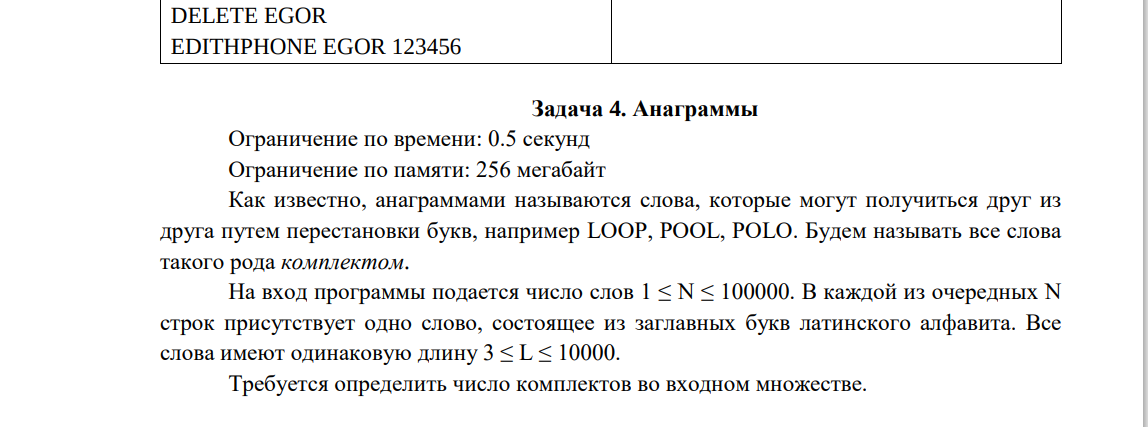 DELETE EGOR
EDITHPHONE EGOR 123456
Задача 4. Анаграммы
Ограничение по времени: 0.5 секунд
Ограничение по памяти: 256 мегабайт
Как известно, анаграммами называются слова, которые могут получиться друг из
друга путем перестановки букв, например LOOP, POOL, POLO. Будем называть все слова
такого рода комплектом.
На вход программы подается число слов 1 ≤ N ≤ 100000. В каждой из очередных N
строк присутствует одно слово, состоящее из заглавных букв латинского алфавита. Все
слова имеют одинаковую длину 3 ≤ L ≤ 10000.
Требуется определить число комплектов во входном множестве.